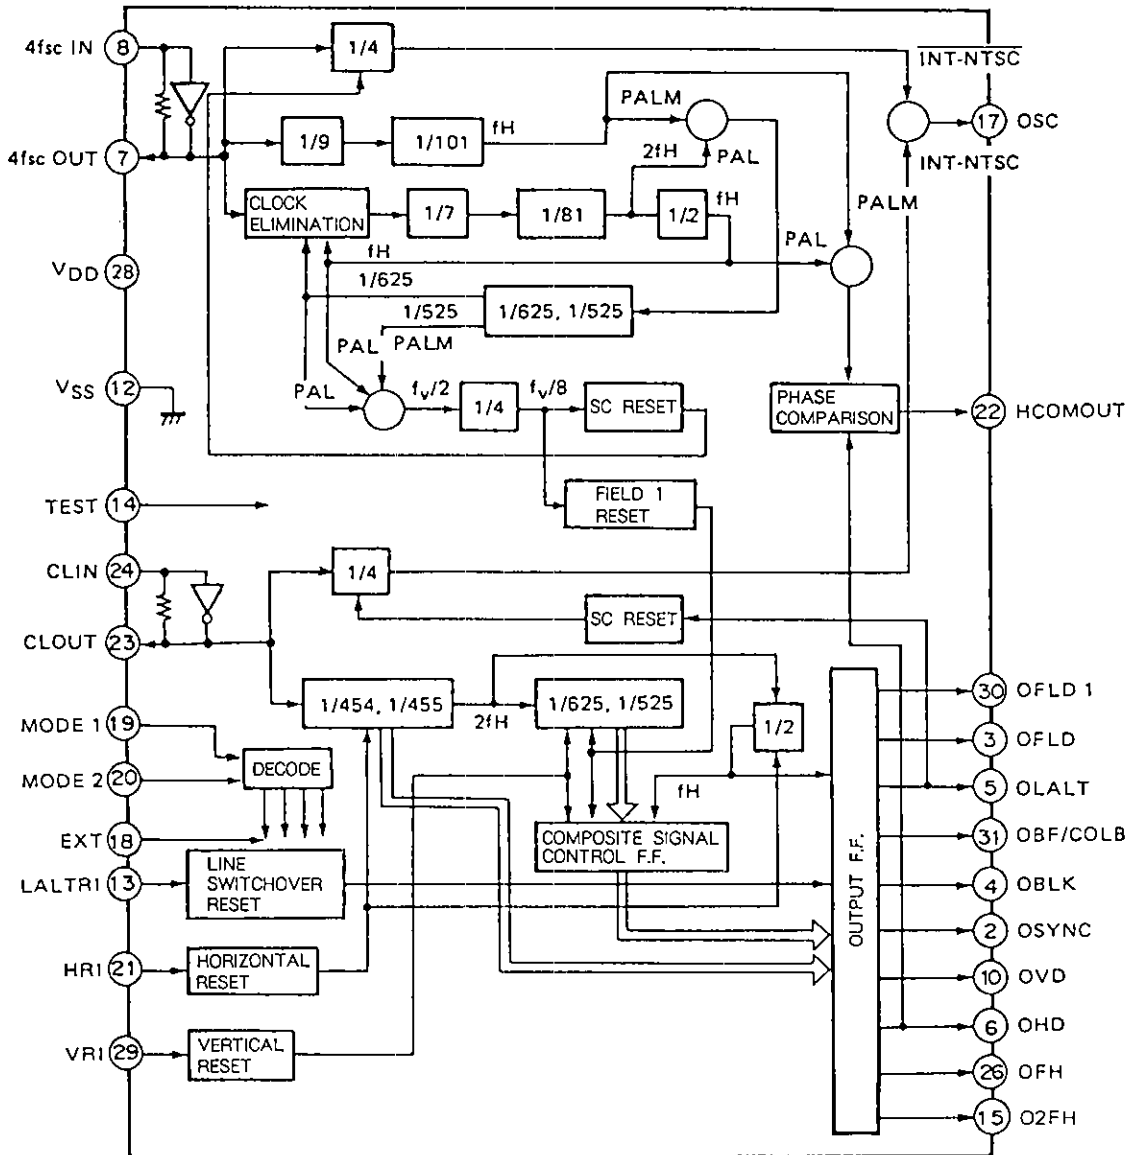 4fsc IN
8
1/4
INT-NTSC
PALM
fH
17
OSC
1/9
1/101
4fsc OUT
7
2fH
PAL
INT-NTSC
CLOCK
ELIMINATION
1/7
1/81
1/2
fH
PALM
PAL
fH
VDD
28
1/625
1/525
1/625, 1/525
PALM
PAL
VSS
12
PAL
fv/2
1/4
fv/8
SC RESET
PHASE
COMPARISON
22
HCOMOUT
TEST
14
FIELD 1
RESET
CLIN
24
1/4
SC RESET
CLOUT
23
1/454, 1/455
2fH
1/625, 1/525
1/2
30
OFLD 1
MODE 1
19
3
OFLD
MODE 2
20
DECODE
fH
5
OLALT
EXT
18
COMPOSITE SIGNAL
CONTROL F.F.
31
OBF/COLB
LALTRI
13
LINE
SWITCHOVER
RESET
OUTPUT F.F.
4
OBLK
2
OSYNC
HRI
21
HORIZONTAL
RESET
10
OVD
6
OHD
VRI
29
VERTICAL
RESET
26
OFH
15
O2FH